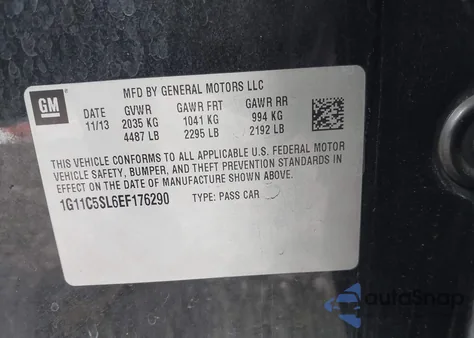 GM
MFD BY GENERAL MOTORS LLC
DATE GVWR GAWR FRT GAWR RR
11/13 2035 KG 1041 KG 994 KG
4487 LB 2295 LB 2192 LB
THIS VEHICLE CONFORMS TO ALL APPLICABLE U.S. FEDERAL MOTOR
VEHICLE SAFETY, BUMPER, AND THEFT PREVENTION STANDARDS IN
EFFECT ON THE DATE OF MANUFACTURE SHOWN ABOVE.
1G11C5SL6EF176290 TYPE: PASS CAR
autoSnap